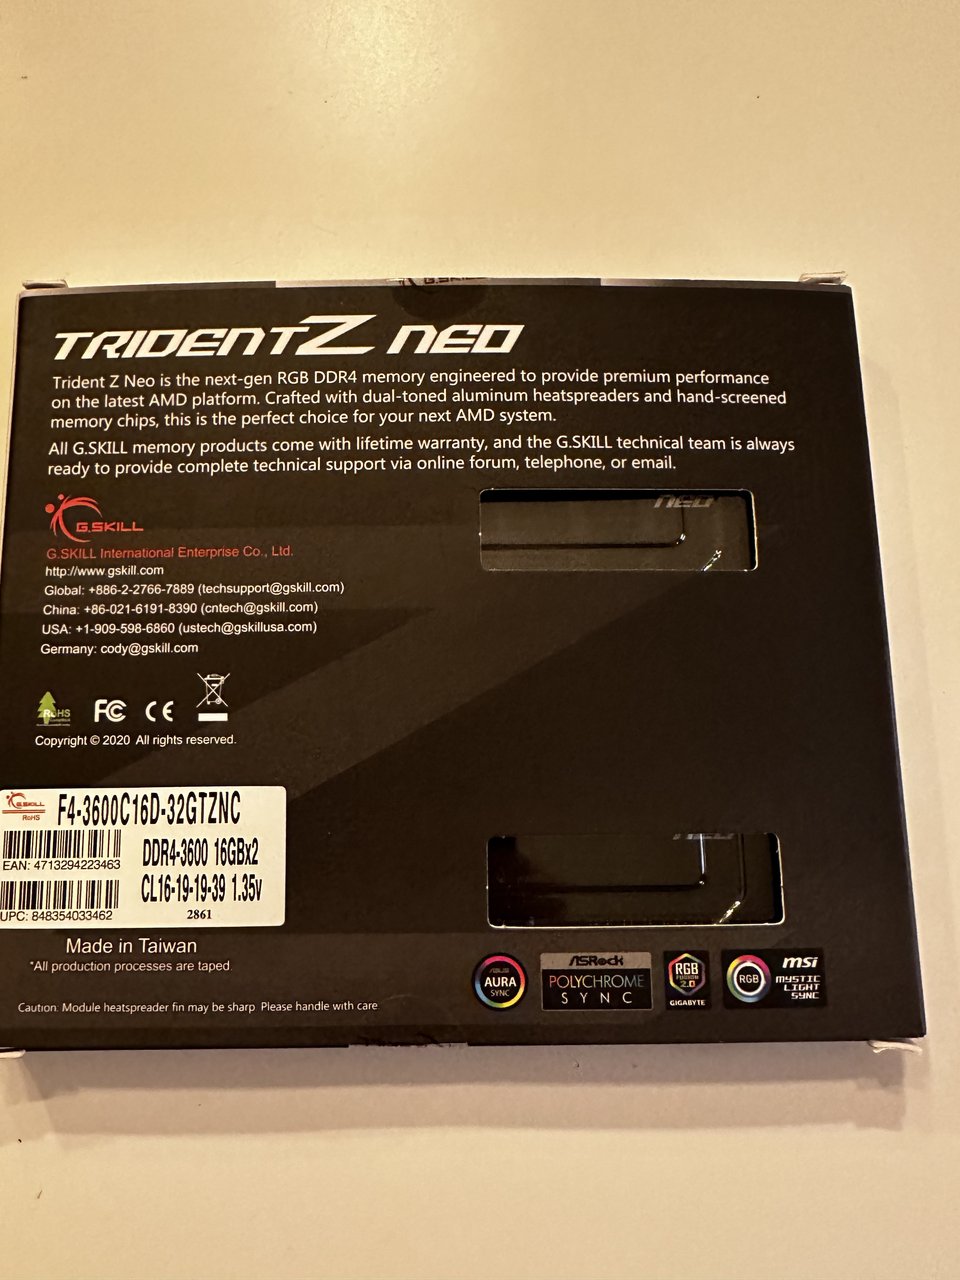 G.SKILL
TRIDENTZ NEO
Trident Z Neo is the next-gen RGB DDR4 memory engineered to provide premium performance
on the latest AMD platform. Crafted with dual-toned aluminum heatspreaders and hand-screened
memory chips, this is the perfect choice for your next AMD system.
All G.SKILL memory products come with lifetime warranty, and the G.SKILL technical team is always
ready to provide complete technical support via online forum, telephone, or email.
NEO
G.SKILL
G.SKILL International Enterprise Co., Ltd.
http://www.gskill.com
Global: +886-2-2766-7889 (techsupport@gskill.com)
China: +86-021-6191-8390 (cntech@gskill.com)
USA: +1-909-598-6860 (ustech@gskillusa.com)
Germany: cody@gskill.com
RoHS
FC CE
Copyright © 2020 All rights reserved.
G.SKILL
RoHS
F4-3600C16D-32GTZNC
EAN: 4713294223463
DDR4-3600 16GBx2
CL16-19-19-39 1.35v
UPC: 848354033462
2861
NEO
Made in Taiwan
*All production processes are taped.
Caution: Module heatspreader fin may be sharp. Please handle with care.
ASUS
AURA
SYNC
ASRock
POLYCHROME
SYNC
RGB
FUSION
2.0
GIGABYTE
RGB
msi
MYSTIC
LIGHT
SYNC